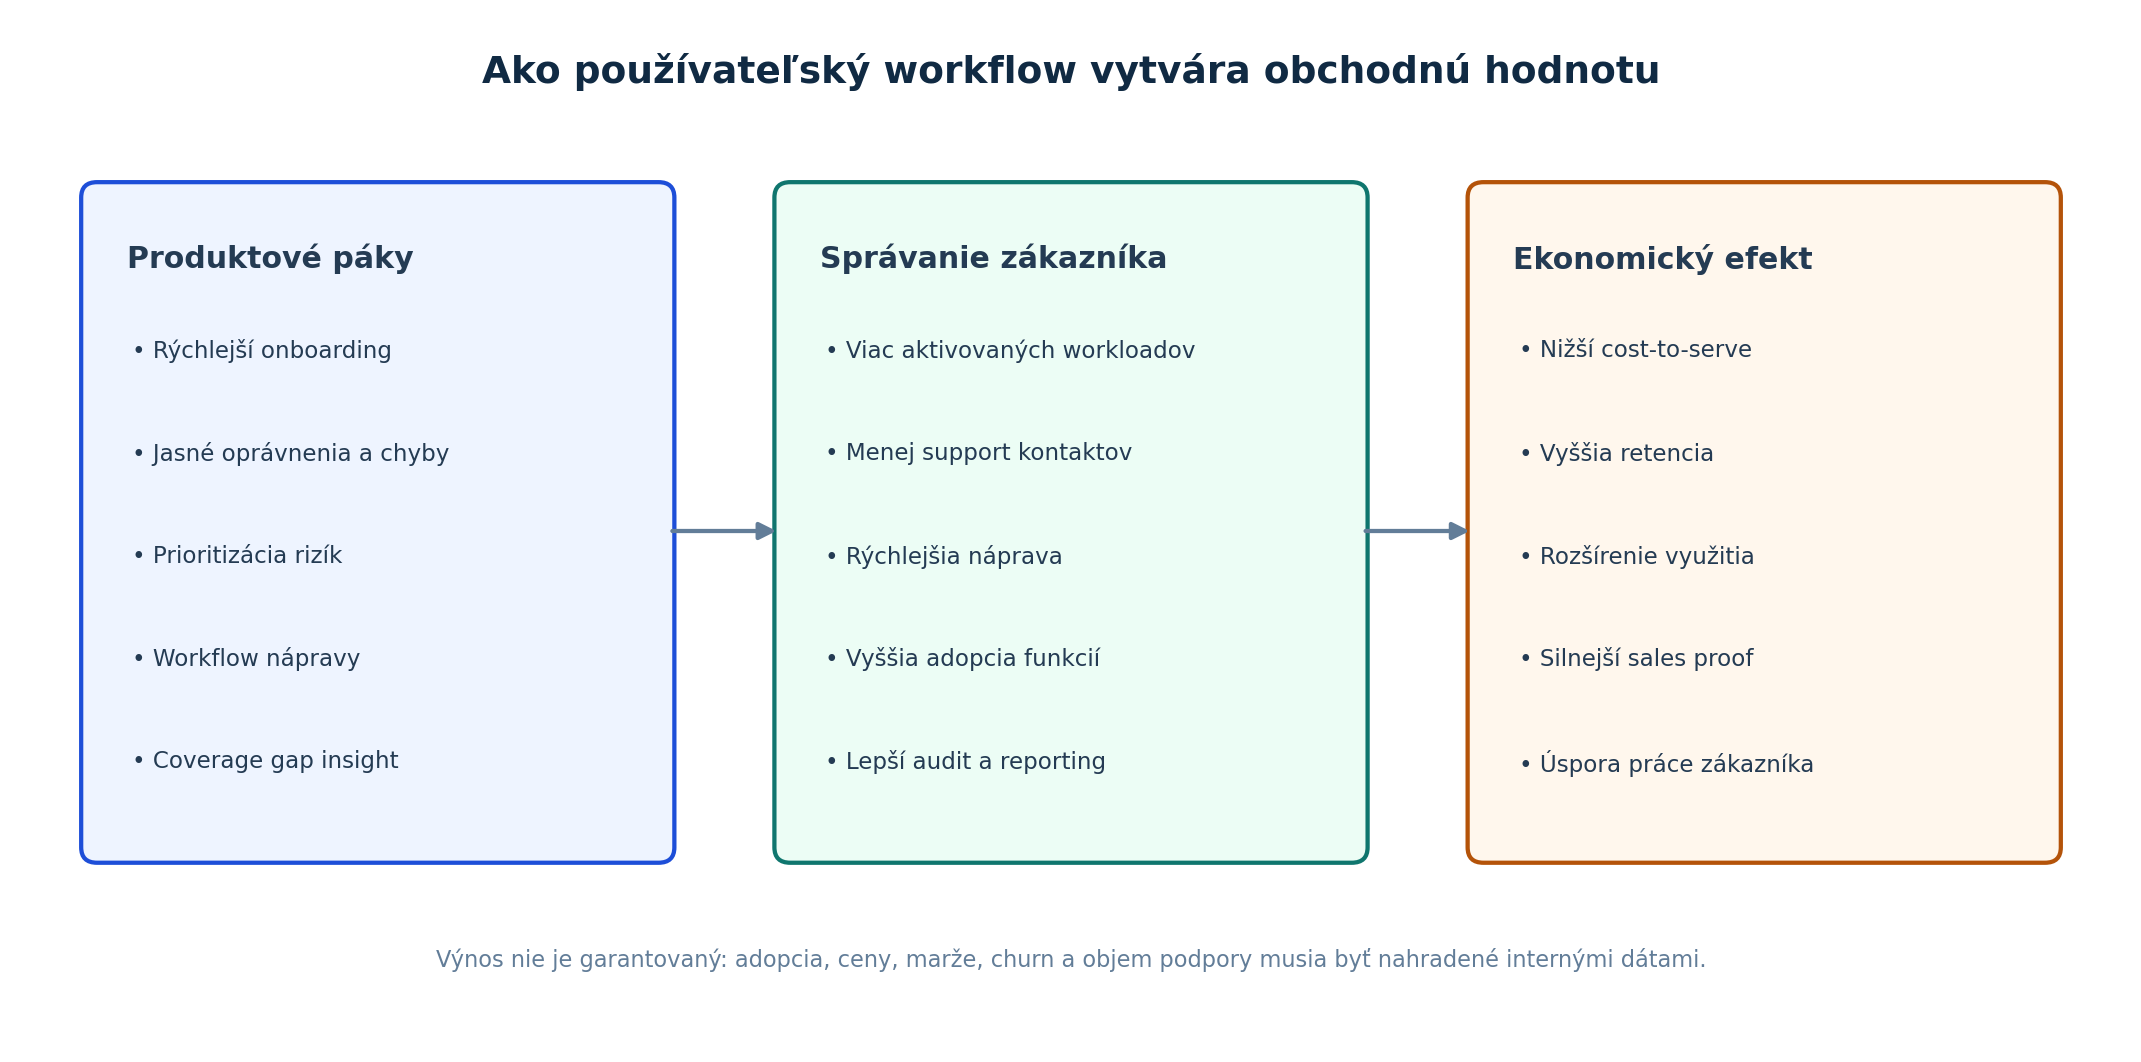 Ako používateľský workflow vytvára obchodnú hodnotu
Produktové páky
• Rýchlejší onboarding
• Jasné oprávnenia a chyby
• Prioritizácia rizík
• Workflow nápravy
• Coverage gap insight
Správanie zákazníka
• Viac aktivovaných workloadov
• Menej support kontaktov
• Rýchlejšia náprava
• Vyššia adopcia funkcií
• Lepší audit a reporting
Ekonomický efekt
• Nižší cost-to-serve
• Vyššia retencia
• Rozšírenie využitia
• Silnejší sales proof
• Úspora práce zákazníka
Výnos nie je garantovaný: adopcia, ceny, marže, churn a objem podpory musia byť nahradené internými dátami.